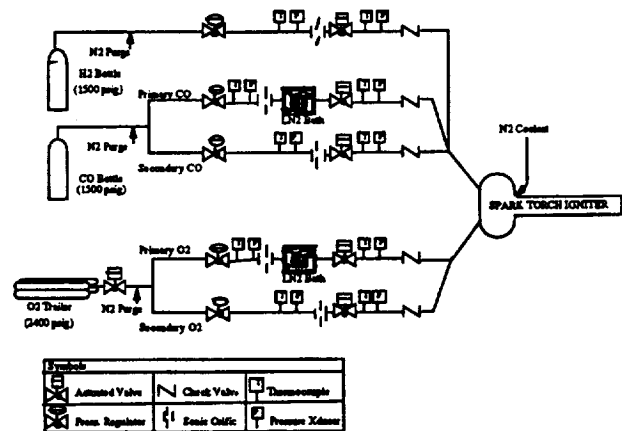 N2 Purge
H2 Bottle
(1500 psig)
Primary CO
T P T P
LN2 Bath
N2 Purge
Secondary CO
CO Bottle
(1500 psig)
N2 Coolant
SPARK TORCH IGNITER
Primary O2
LN2 Bath
O2 Trailer
(2400 psig)
N2 Purge
Secondary O2
Symbols
Actuated Valve
Check Valve
T
Thermocouple
Press. Regulator
Sonic Orific
P
Pressure Xducer